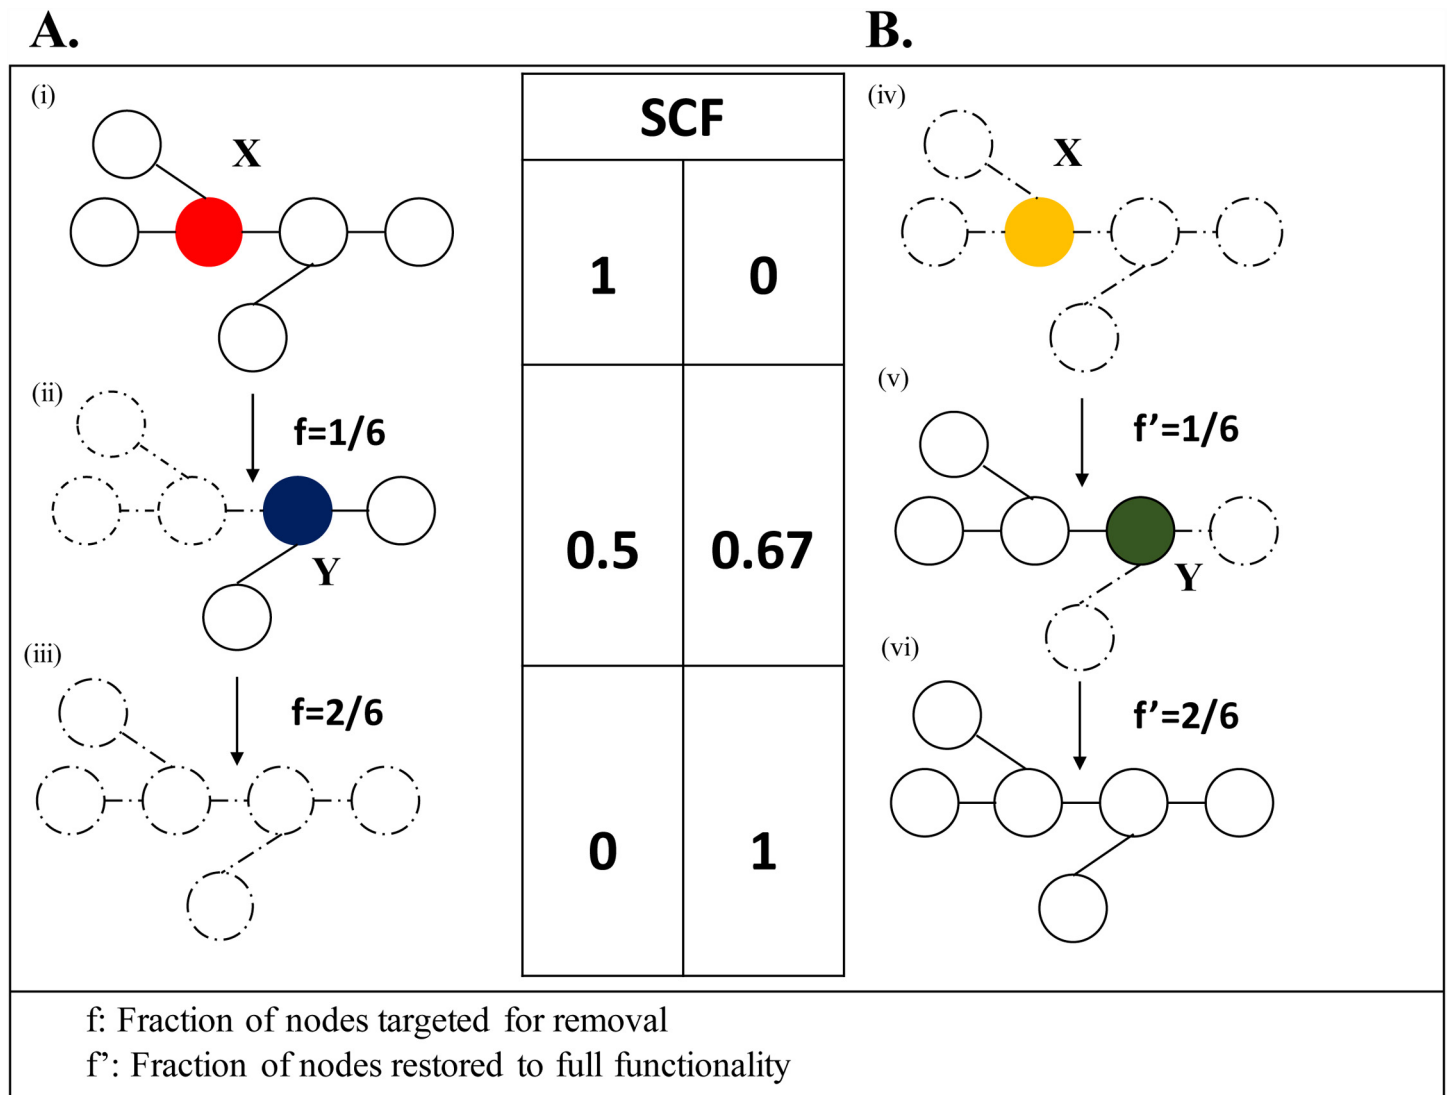 A.
B.
(i)
X
SCF
(iv)
X
1 0
(ii)
f=1/6
Y
0.5 0.67
(v)
f’=1/6
Y
(iii)
f=2/6
0 1
(vi)
f’=2/6
f: Fraction of nodes targeted for removal
f’: Fraction of nodes restored to full functionality